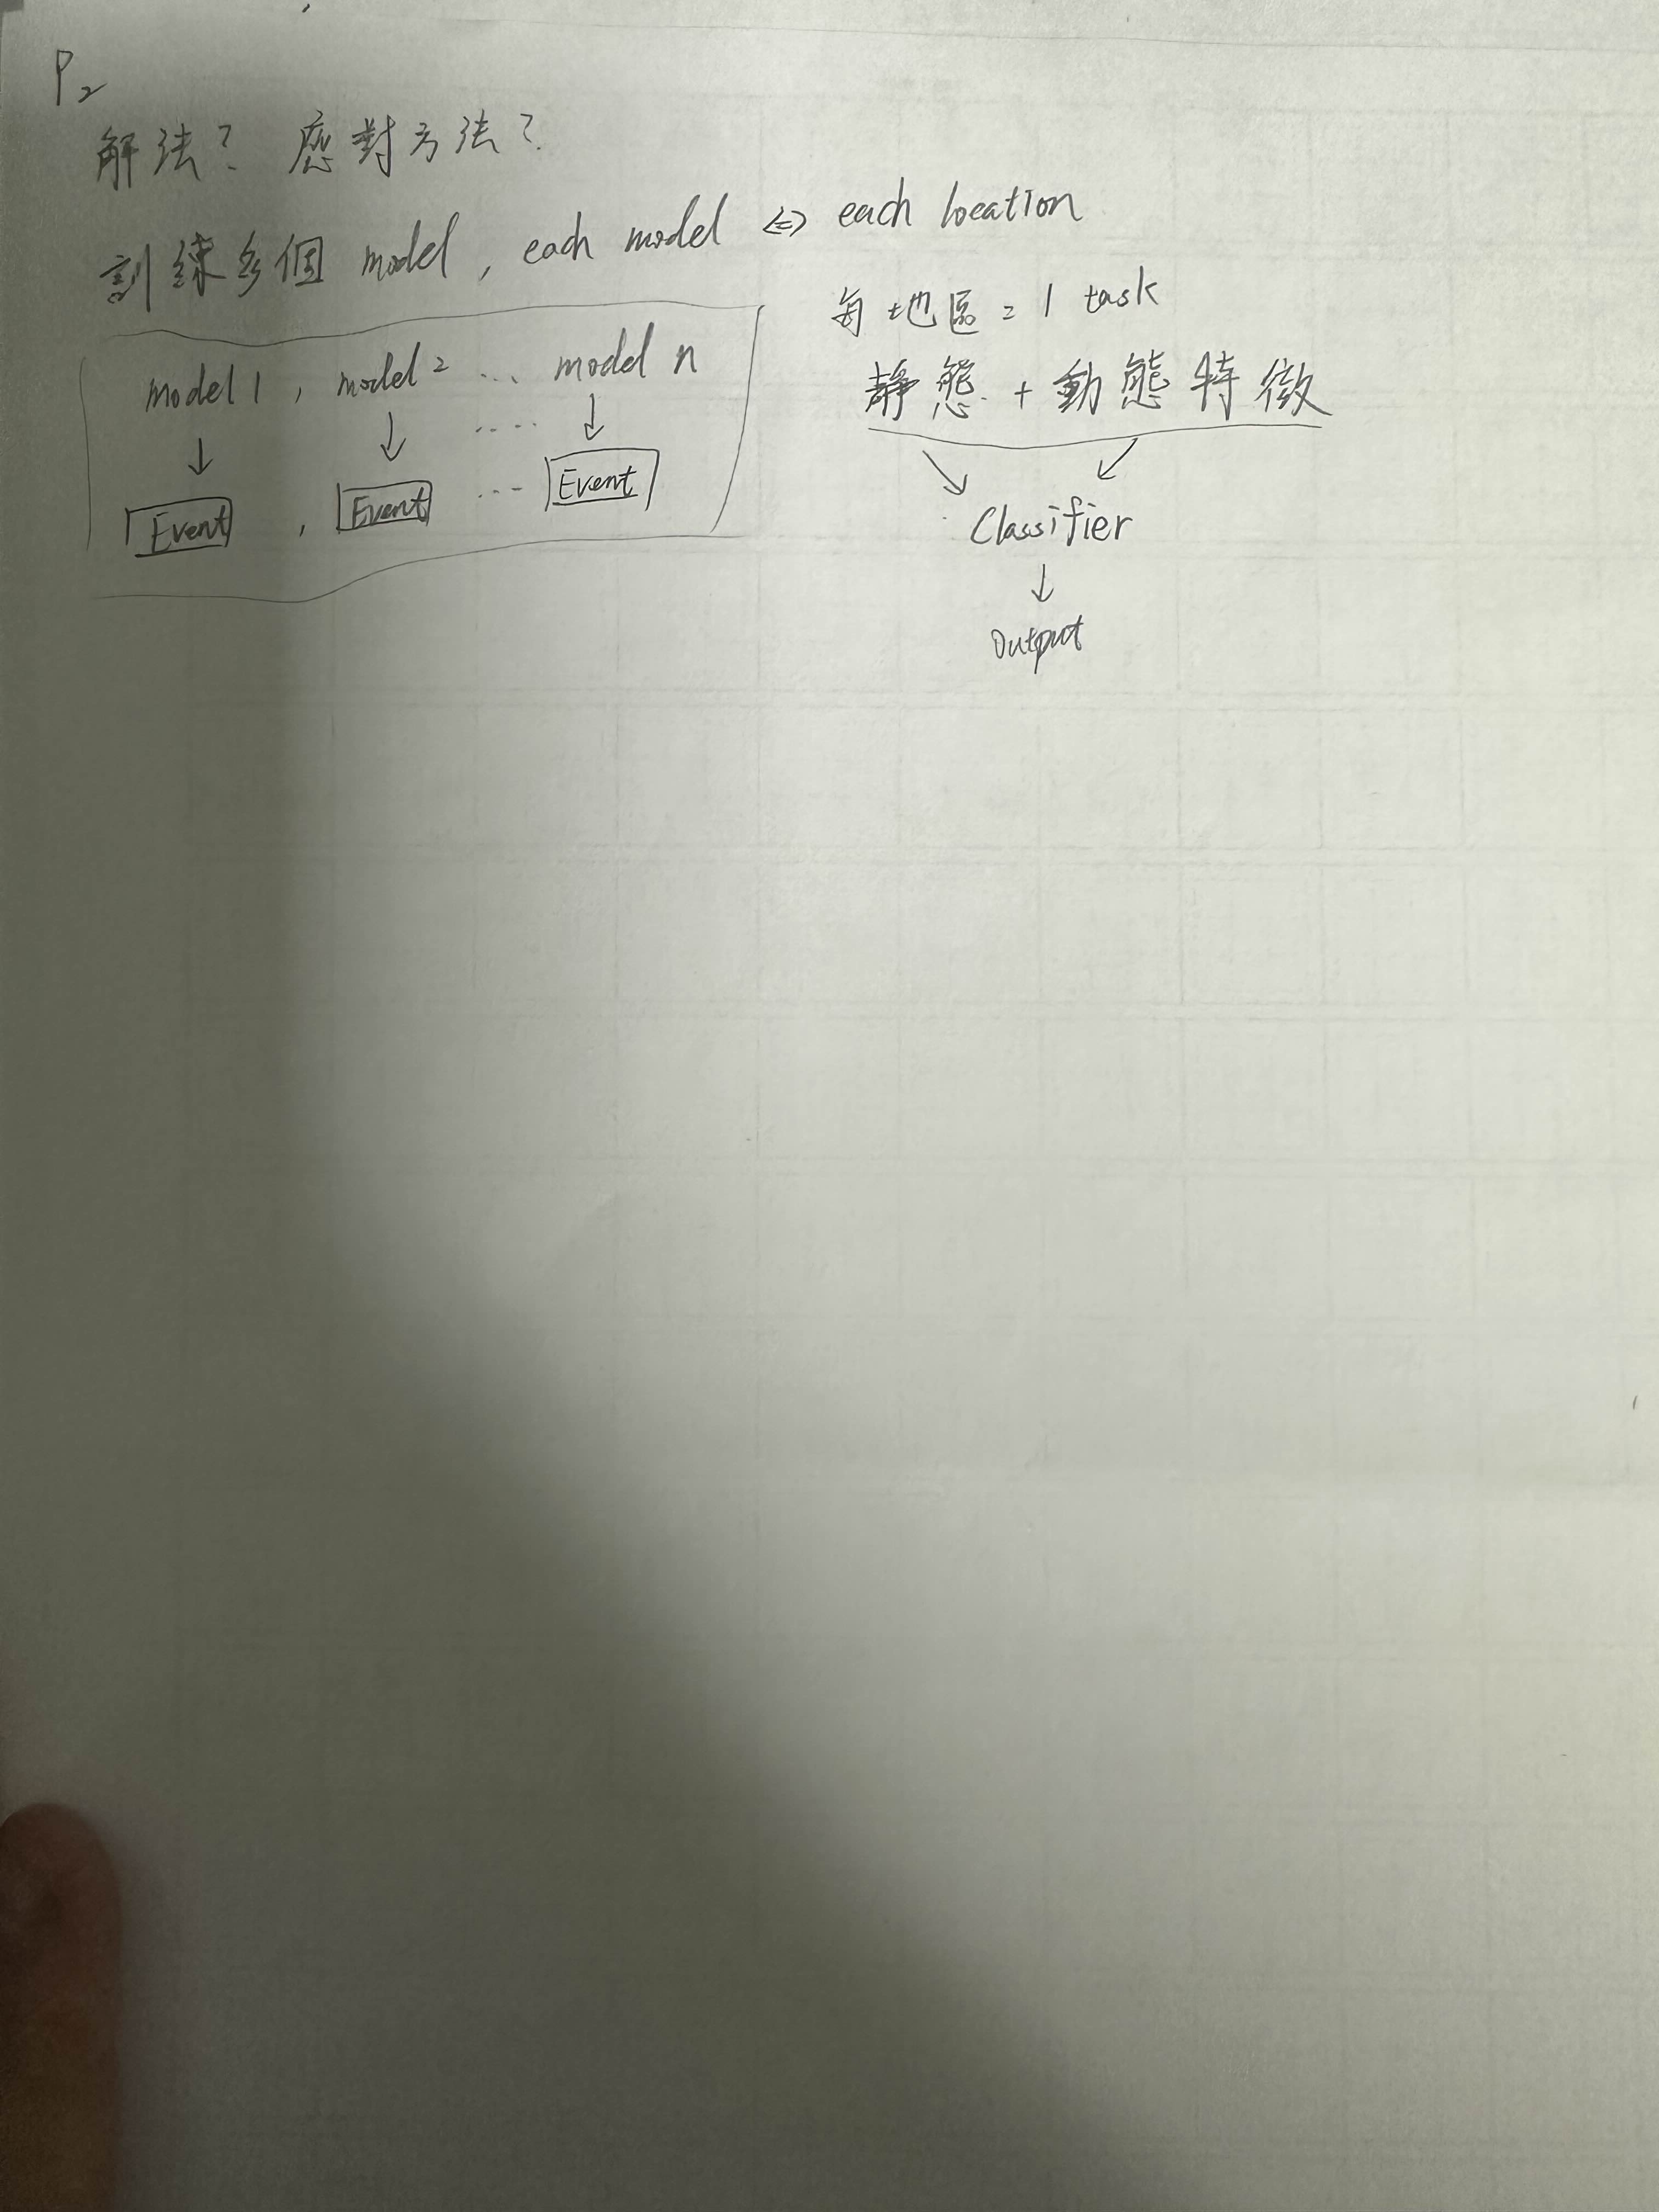 P2
解法? 應對方法?
訓練多個 model, each model <=> each location
model 1, model 2 ... model n
↓ ↓ .... ↓
Event , Event ... Event
每地區 = 1 task
靜態 + 動態特徵
↘ ↙
Classifier
↓
Output